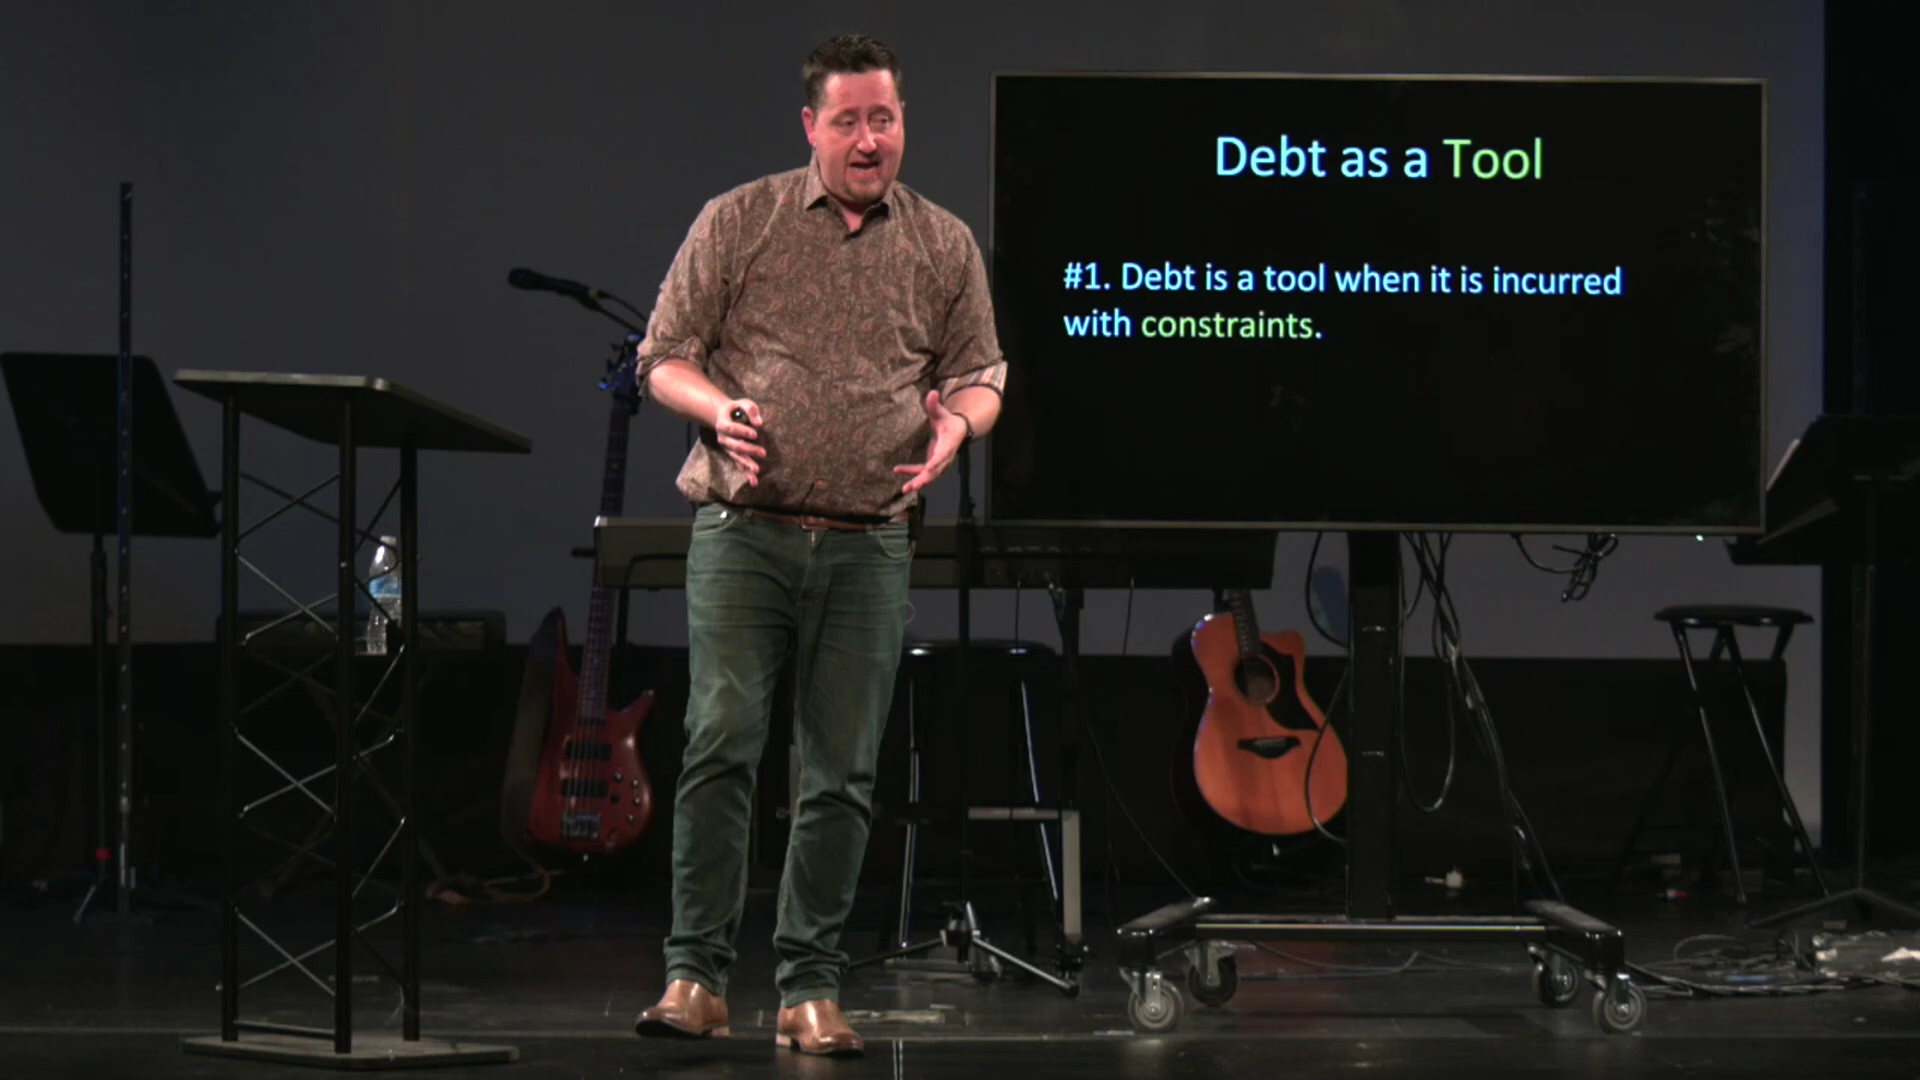 Debt as a Tool
#1. Debt is a tool when it is incurred
with constraints.